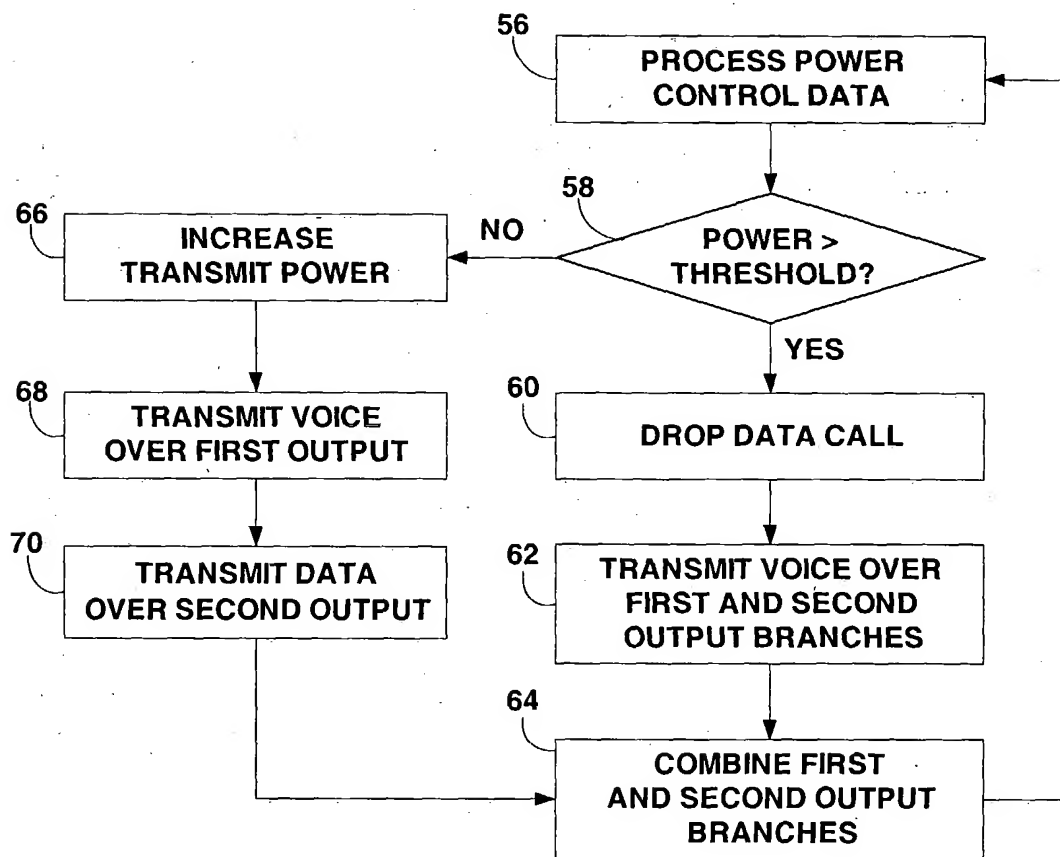 56
PROCESS POWER
CONTROL DATA
58
POWER >
THRESHOLD?
NO
YES
66
INCREASE
TRANSMIT POWER
68
TRANSMIT VOICE
OVER FIRST OUTPUT
70
TRANSMIT DATA
OVER SECOND OUTPUT
60
DROP DATA CALL
62
TRANSMIT VOICE OVER
FIRST AND SECOND
OUTPUT BRANCHES
64
COMBINE FIRST
AND SECOND OUTPUT
BRANCHES